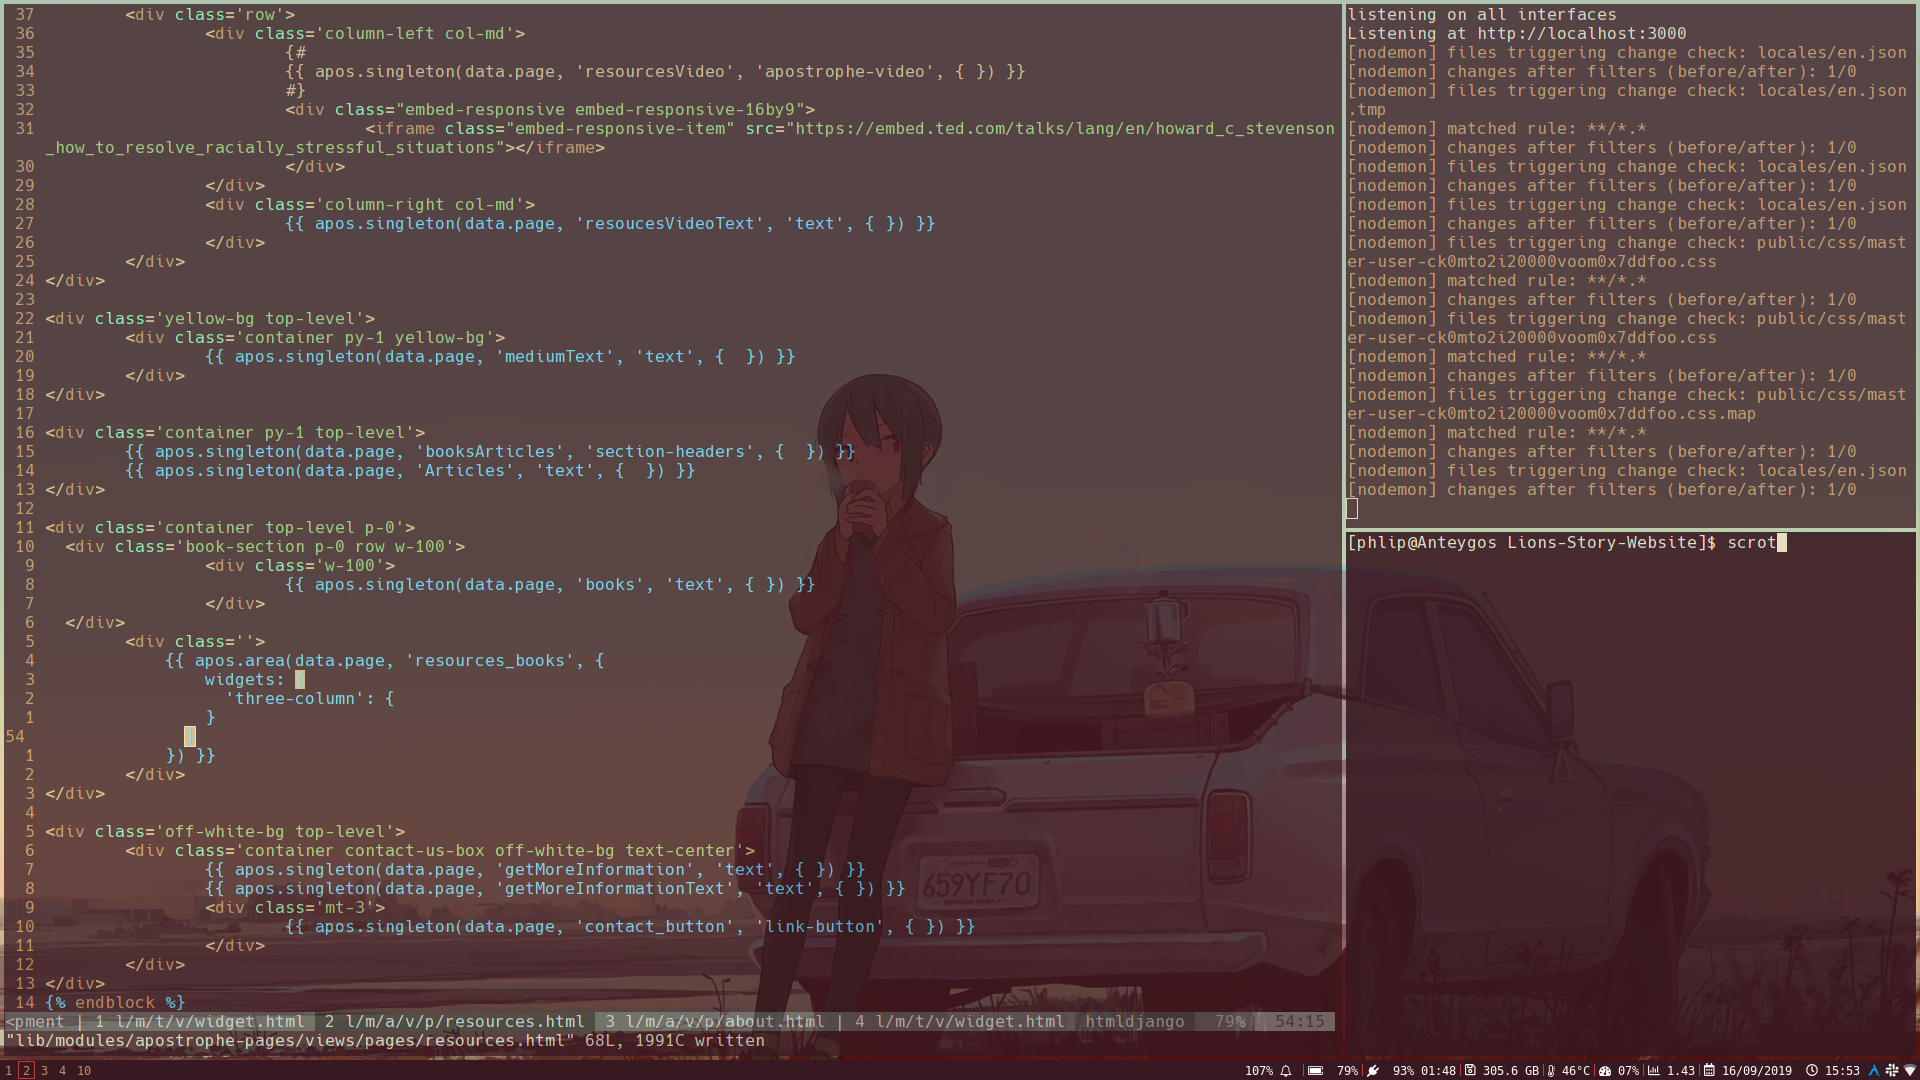 37 <div class='row'>
36 <div class='column-left col-md'>
35 {#
34 {{ apos.singleton(data.page, 'resourcesVideo', 'apostrophe-video', { }) }}
33 #}
32 <div class="embed-responsive embed-responsive-16by9">
31 <iframe class="embed-responsive-item" src="https://embed.ted.com/talks/lang/en/howard_c_stevenson
_how_to_resolve_racially_stressful_situations"></iframe>
30 </div>
29 </div>
28 <div class='column-right col-md'>
27 {{ apos.singleton(data.page, 'resoucesVideoText', 'text', { }) }}
26 </div>
25 </div>
24 </div>
23
22 <div class='yellow-bg top-level'>
21 <div class='container py-1 yellow-bg'>
20 {{ apos.singleton(data.page, 'mediumText', 'text', {  }) }}
19 </div>
18 </div>
17
16 <div class='container py-1 top-level'>
15 {{ apos.singleton(data.page, 'booksArticles', 'section-headers', {  }) }}
14 {{ apos.singleton(data.page, 'Articles', 'text', {  }) }}
13 </div>
12
11 <div class='container top-level p-0'>
10 <div class='book-section p-0 row w-100'>
9 <div class='w-100'>
8 {{ apos.singleton(data.page, 'books', 'text', { }) }}
7 </div>
6 </div>
5 <div class=''>
4 {{ apos.area(data.page, 'resources_books', {
3 widgets: {
2 'three-column': {
1 }
54 }
1 }) }}
2 </div>
3 </div>
4
5 <div class='off-white-bg top-level'>
6 <div class='container contact-us-box off-white-bg text-center'>
7 {{ apos.singleton(data.page, 'getMoreInformation', 'text', { }) }}
8 {{ apos.singleton(data.page, 'getMoreInformationText', 'text', { }) }}
9 <div class='mt-3'>
10 {{ apos.singleton(data.page, 'contact_button', 'link-button', { }) }}
11 </div>
12 </div>
13 </div>
14 {% endblock %}
<pment | 1 l/m/t/v/widget.html 2 l/m/a/v/p/resources.html 3 l/m/a/v/p/about.html | 4 l/m/t/v/widget.html htmldjango 79% 54:15
"lib/modules/apostrophe-pages/views/pages/resources.html" 68L, 1991C written
listening on all interfaces
Listening at http://localhost:3000
[nodemon] files triggering change check: locales/en.json
[nodemon] changes after filters (before/after): 1/0
[nodemon] files triggering change check: locales/en.json
.tmp
[nodemon] matched rule: **/*.*
[nodemon] changes after filters (before/after): 1/0
[nodemon] files triggering change check: locales/en.json
[nodemon] changes after filters (before/after): 1/0
[nodemon] files triggering change check: locales/en.json
[nodemon] changes after filters (before/after): 1/0
[nodemon] files triggering change check: public/css/mast
er-user-ck0mto2i20000voom0x7ddfoo.css
[nodemon] matched rule: **/*.*
[nodemon] changes after filters (before/after): 1/0
[nodemon] files triggering change check: public/css/mast
er-user-ck0mto2i20000voom0x7ddfoo.css
[nodemon] matched rule: **/*.*
[nodemon] changes after filters (before/after): 1/0
[nodemon] files triggering change check: public/css/mast
er-user-ck0mto2i20000voom0x7ddfoo.css.map
[nodemon] matched rule: **/*.*
[nodemon] changes after filters (before/after): 1/0
[nodemon] files triggering change check: locales/en.json
[nodemon] changes after filters (before/after): 1/0
[phlip@Anteygos Lions-Story-Website]$ scrot
659YF70
1 2 3 4 10 107% 79% 93% 01:48 305.6 GB 46°C 07% 1.43 16/09/2019 15:53